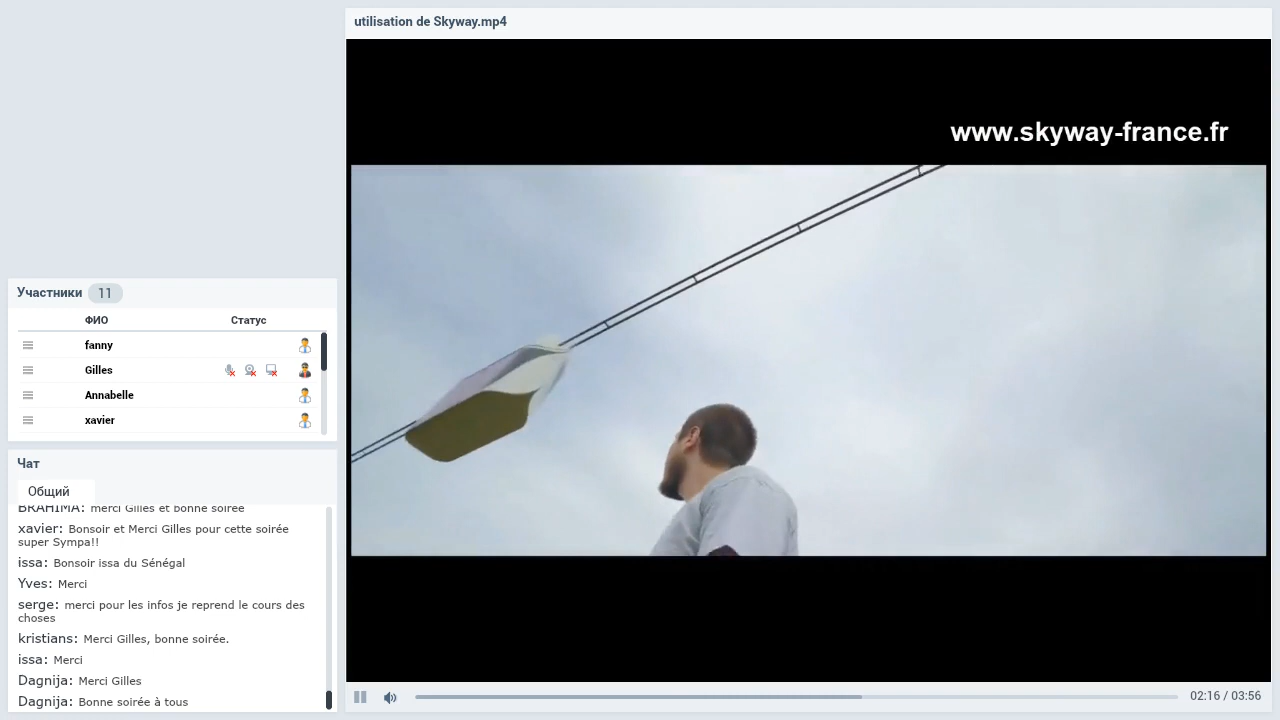 utilisation de Skyway.mp4
www.skyway-france.fr
Участники 11
ФИО Статус
fanny
Gilles
Annabelle
xavier
Чат
Общий
BRAHIMA: merci Gilles et bonne soirée
xavier: Bonsoir et Merci Gilles pour cette soirée
super Sympa!!
issa: Bonsoir issa du Sénégal
Yves: Merci
serge: merci pour les infos je reprend le cours des
choses
kristians: Merci Gilles, bonne soirée.
issa: Merci
Dagnija: Merci Gilles
Dagnija: Bonne soirée à tous
02:16 / 03:56